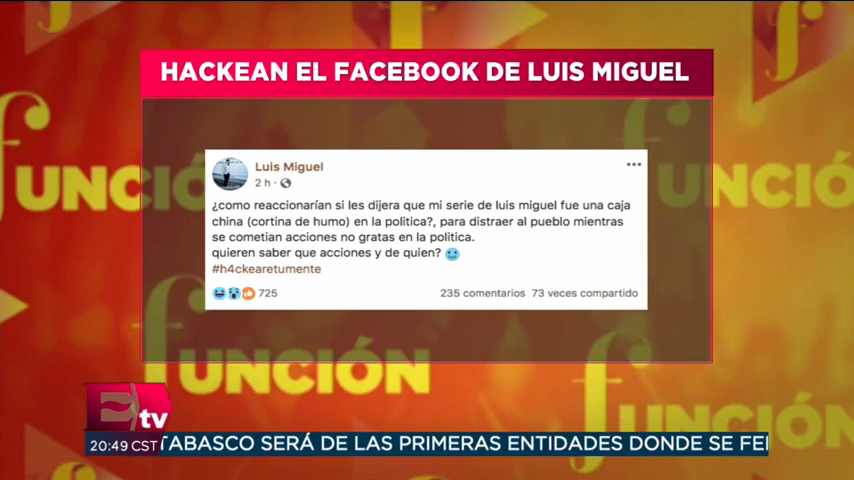 HACKEAN EL FACEBOOK DE LUIS MIGUEL
Luis Miguel
2 h ·
¿como reaccionarían si les dijera que mi serie de luis miguel fue una caja
china (cortina de humo) en la politica?, para distraer al pueblo mientras
se cometían acciones no gratas en la politica.
quieren saber que acciones y de quien?
#h4ckearetumente
725
235 comentarios 73 veces compartido
UNCIÓ
UNCIÓN
FUNCIÓN
FUNCIÓN
tv
20:49 CST
TABASCO SERÁ DE LAS PRIMERAS ENTIDADES DONDE SE FE